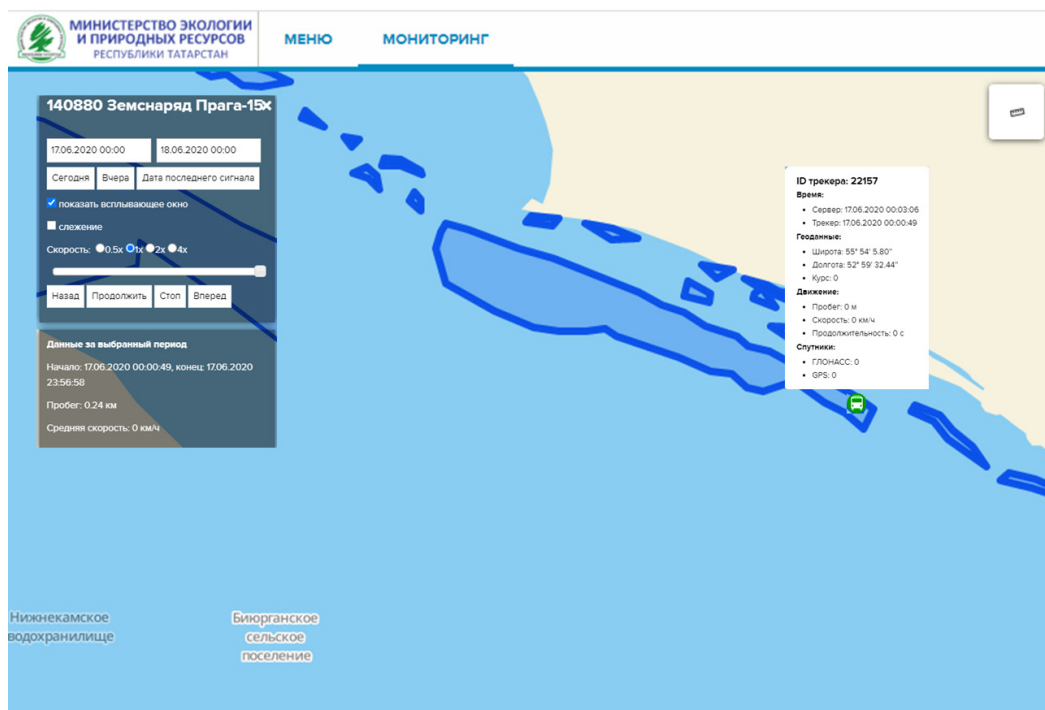 МИНИСТЕРСТВО ЭКОЛОГИИ
И ПРИРОДНЫХ РЕСУРСОВ
РЕСПУБЛИКИ ТАТАРСТАН
МЕНЮ
МОНИТОРИНГ
140880 Земснаряд Прага-15
17.06.2020 00:00
18.06.2020 00:00
Сегодня
Вчера
Дата последнего сигнала
показать всплывающее окно
слежение
Скорость: 0.5x 1x 2x 4x
Назад
Продолжить
Стоп
Вперед
Данные за выбранный период
Начало: 17.06.2020 00:00:49, конец: 17.06.2020
23:56:58
Пробег: 0.24 км
Средняя скорость: 0 км/ч
ID трекера: 22157
Время:
• Сервер: 17.06.2020 00:03:06
• Трекер: 17.06.2020 00:00:49
Геоданные:
• Широта: 55° 54' 5.80"
• Долгота: 52° 59' 32.44"
• Курс: 0
Движение:
• Пробег: 0 м
• Скорость: 0 км/ч
• Продолжительность: 0 с
Спутники:
• ГЛОНАСС: 0
• GPS: 0
Нижнекамское
водохранилище
Биюрганское
сельское
поселение